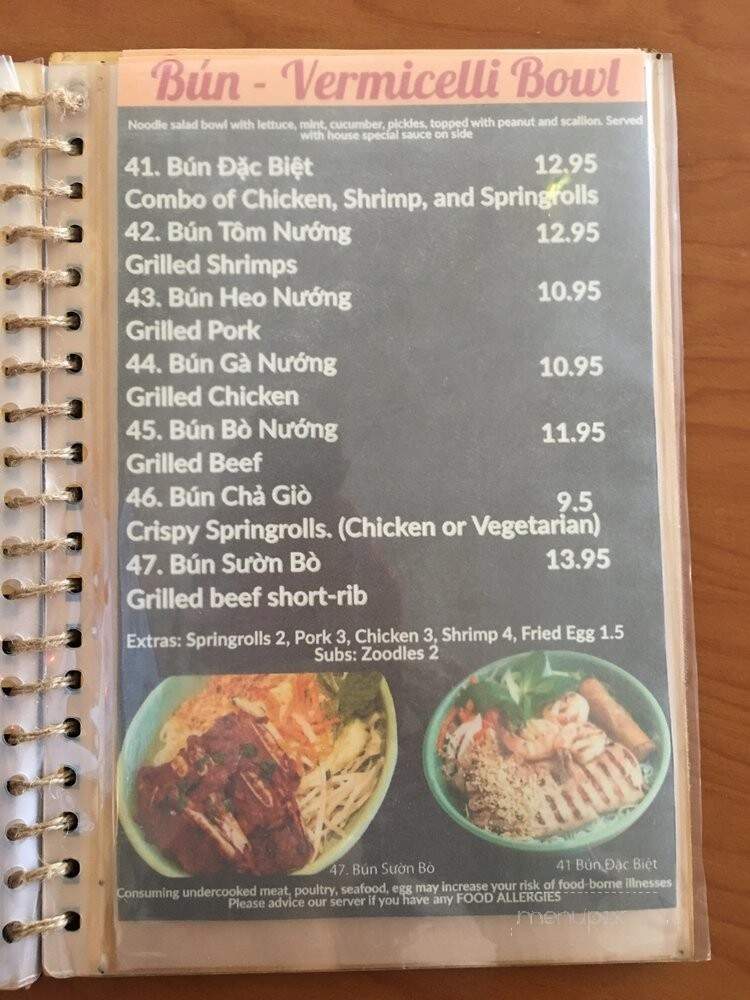 Bún - Vermicelli Bowl
Noodle salad bowl with lettuce, mint, cucumber, pickles, topped with peanut and scallion. Served
with house special sauce on side
41. Bún Đặc Biệt 12.95
Combo of Chicken, Shrimp, and Springrolls
42. Bún Tôm Nướng 12.95
Grilled Shrimps
43. Bún Heo Nướng 10.95
Grilled Pork
44. Bún Gà Nướng 10.95
Grilled Chicken
45. Bún Bò Nướng 11.95
Grilled Beef
46. Bún Chả Giò 9.5
Crispy Springrolls. (Chicken or Vegetarian)
47. Bún Sườn Bò 13.95
Grilled beef short-rib
Extras: Springrolls 2, Pork 3, Chicken 3, Shrimp 4, Fried Egg 1.5
Subs: Zoodles 2
47. Bún Sườn Bò
41 Bún Đặc Biệt
Consuming undercooked meat, poultry, seafood, egg may increase your risk of food-borne illnesses
Please advice our server if you have any FOOD ALLERGIES
menupix